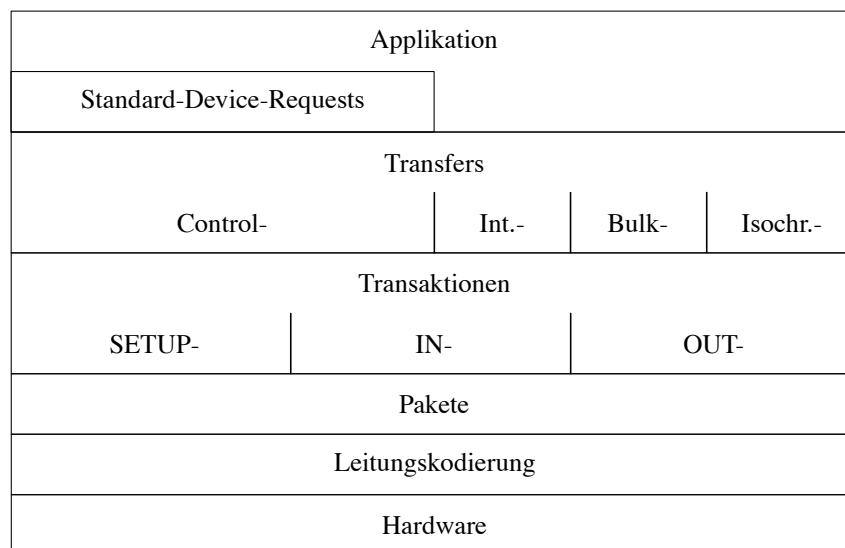 Applikation
Standard-Device-Requests
Transfers
Control- Int.- Bulk- Isochr.-
Transaktionen
SETUP- IN- OUT-
Pakete
Leitungskodierung
Hardware